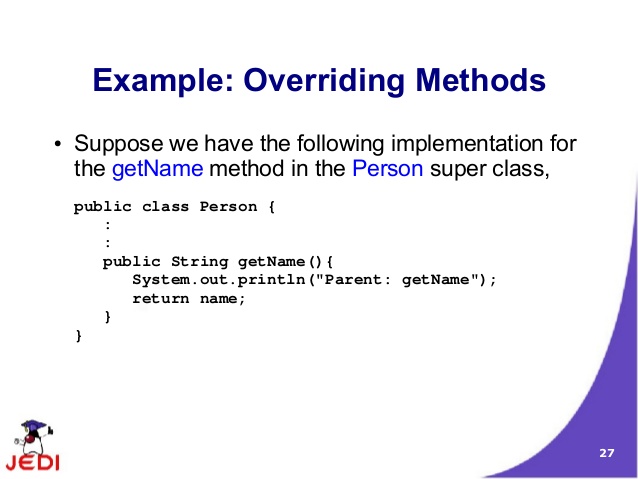 Example: Overriding Methods
• Suppose we have the following implementation for
the getName method in the Person super class,
public class Person {
:
:
public String getName(){
System.out.println("Parent: getName");
return name;
}
}
JEDI
27